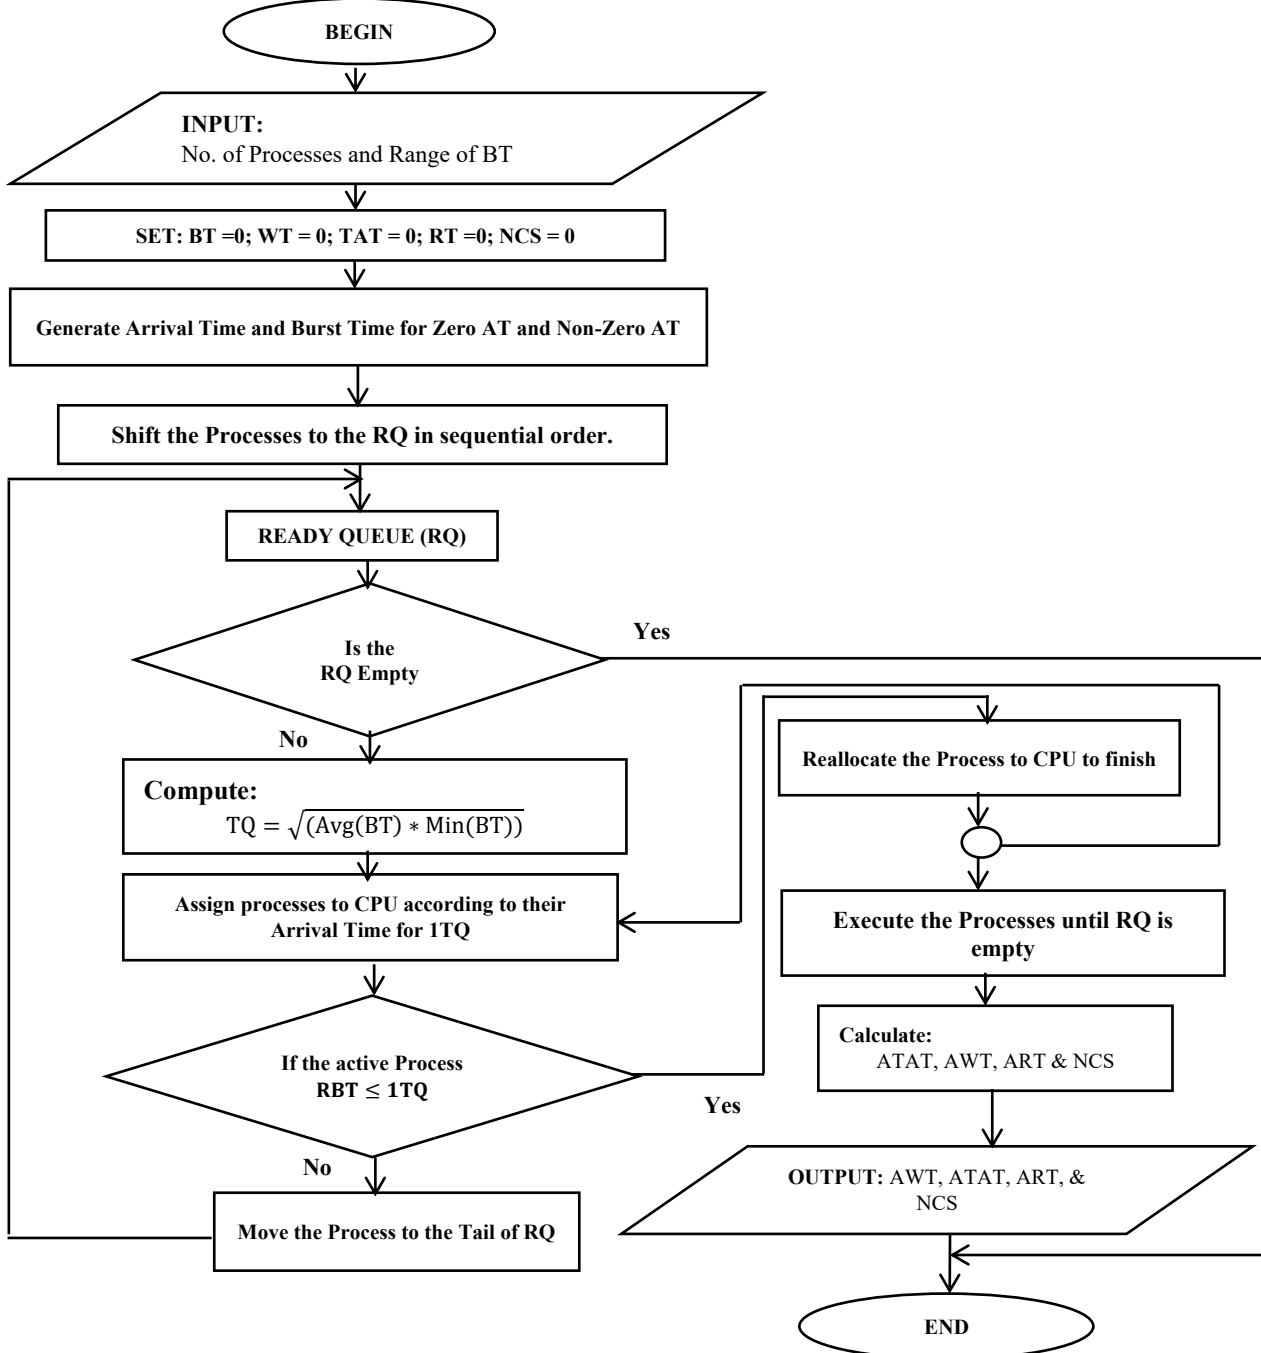 BEGIN
INPUT:
No. of Processes and Range of BT
SET: BT =0; WT = 0; TAT = 0; RT =0; NCS = 0
Generate Arrival Time and Burst Time for Zero AT and Non-Zero AT
Shift the Processes to the RQ in sequential order.
READY QUEUE (RQ)
Is the
RQ Empty
Yes
No
Reallocate the Process to CPU to finish
Compute:
TQ = √(Avg(BT) ∗ Min(BT))
Assign processes to CPU according to their
Arrival Time for 1TQ
Execute the Processes until RQ is
empty
If the active Process
RBT ≤ 1TQ
Yes
No
Calculate:
ATAT, AWT, ART & NCS
Move the Process to the Tail of RQ
OUTPUT: AWT, ATAT, ART, &
NCS
END